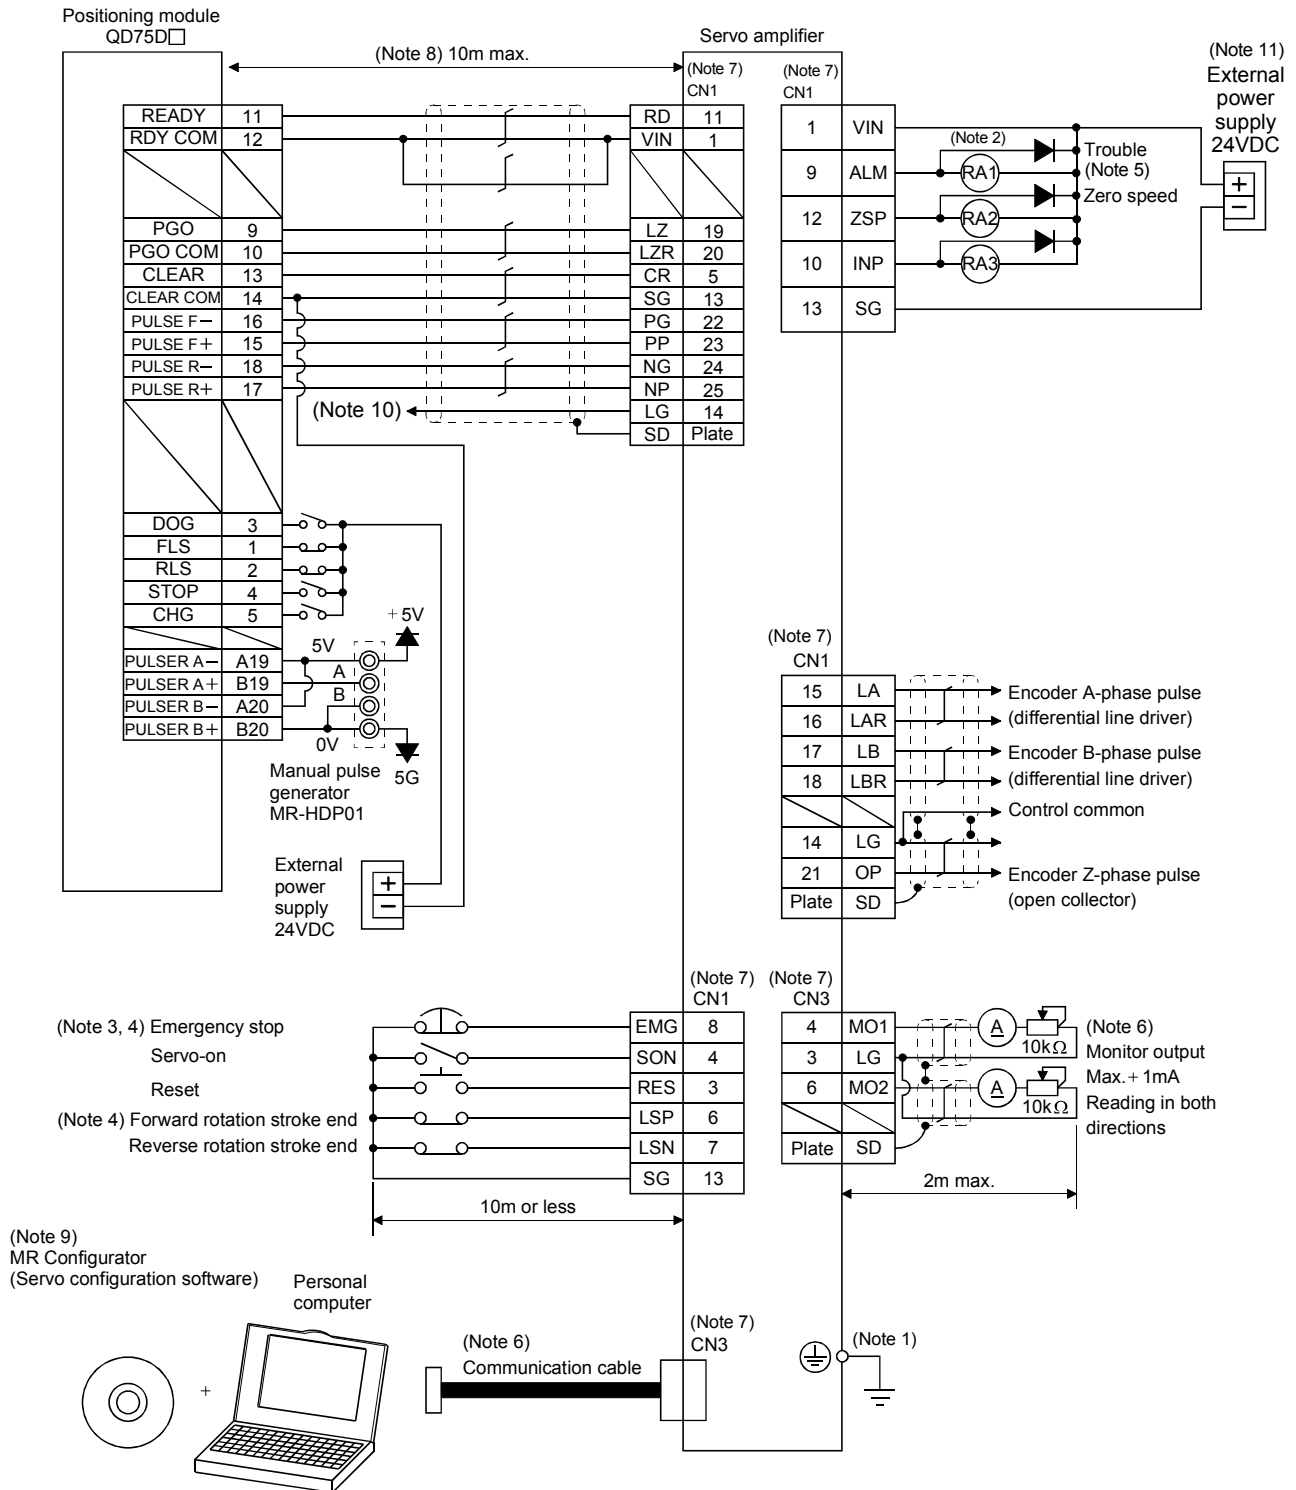 Positioning module
QD75D□
(Note 8) 10m max.
Servo amplifier
(Note 7)
CN1
READY 11
RDY COM 12
PGO 9
PGO COM 10
CLEAR 13
CLEAR COM 14
PULSE F− 16
PULSE F+ 15
PULSE R− 18
PULSE R+ 17
RD 11
VIN 1
LZ 19
LZR 20
CR 5
SG 13
PG 22
PP 23
NG 24
NP 25
LG 14
SD Plate
(Note 10)
DOG 3
FLS 1
RLS 2
STOP 4
CHG 5
PULSER A− A19
PULSER A+ B19
PULSER B− A20
PULSER B+ B20
+5V
5V
A
B
0V
5G
Manual pulse
generator
MR-HDP01
External
power
supply
24VDC
+
−
(Note 7)
CN1
1 VIN
9 ALM
12 ZSP
10 INP
13 SG
(Note 2)
RA1
RA2
RA3
Trouble
(Note 5)
Zero speed
(Note 11)
External
power
supply
24VDC
+
−
(Note 7)
CN1
15 LA
16 LAR
17 LB
18 LBR
14 LG
21 OP
Plate SD
Encoder A-phase pulse
(differential line driver)
Encoder B-phase pulse
(differential line driver)
Control common
Encoder Z-phase pulse
(open collector)
(Note 7)
CN1
(Note 3, 4) Emergency stop
Servo-on
Reset
(Note 4) Forward rotation stroke end
Reverse rotation stroke end
EMG 8
SON 4
RES 3
LSP 6
LSN 7
SG 13
10m or less
(Note 7)
CN3
4 MO1
3 LG
6 MO2
Plate SD
A
10kΩ
A
10kΩ
(Note 6)
Monitor output
Max.+1mA
Reading in both
directions
2m max.
(Note 9)
MR Configurator
(Servo configuration software)
Personal
computer
+
(Note 6)
Communication cable
(Note 7)
CN3
(Note 1)